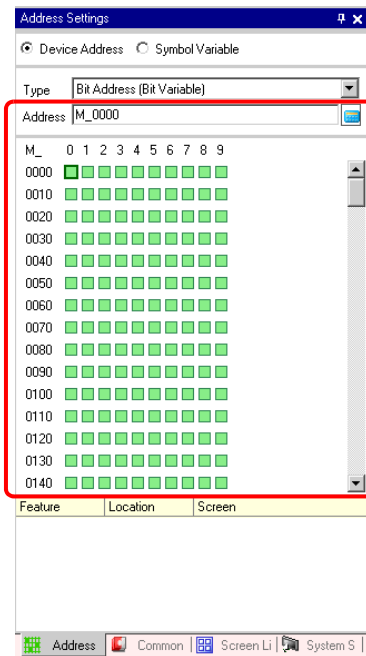 Address Settings
Device Address Symbol Variable
Type Bit Address (Bit Variable)
Address M_0000
M_ 0 1 2 3 4 5 6 7 8 9
0000
0010
0020
0030
0040
0050
0060
0070
0080
0090
0100
0110
0120
0130
0140
Feature Location Screen
Address Common Screen Li System S